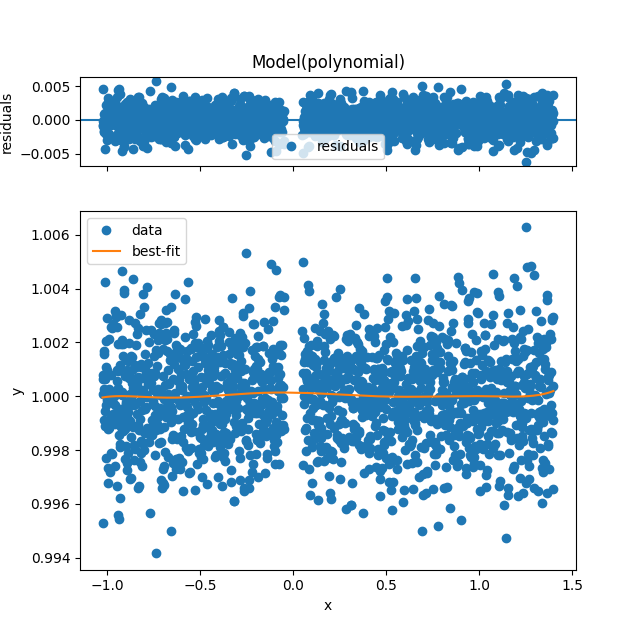 Model(polynomial)
residuals
0.005
0.000
−0.005
residuals
data
best-fit
y
1.006
1.004
1.002
1.000
0.998
0.996
0.994
−1.0 −0.5 0.0 0.5 1.0 1.5
x